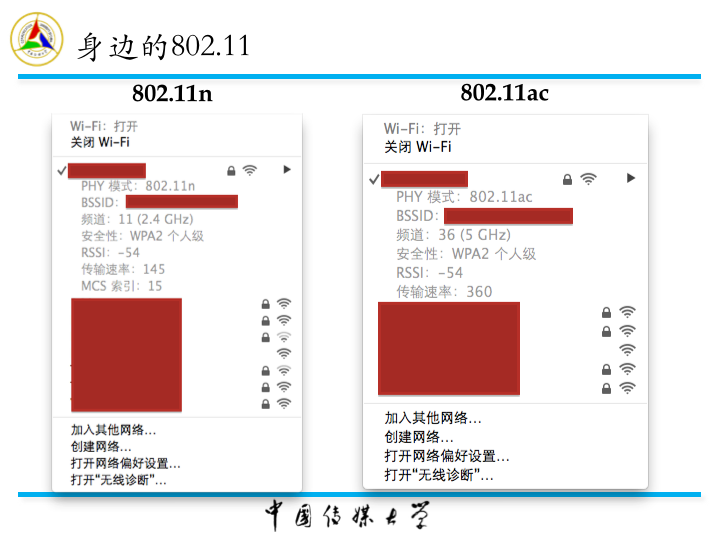 身边的802.11
802.11n
Wi-Fi：打开
关闭 Wi-Fi
PHY 模式：802.11n
BSSID：
频道：11 (2.4 GHz)
安全性：WPA2 个人级
RSSI：-54
传输速率：145
MCS 索引：15
加入其他网络...
创建网络...
打开网络偏好设置...
打开“无线诊断”...
802.11ac
Wi-Fi：打开
关闭 Wi-Fi
PHY 模式：802.11ac
BSSID：
频道：36 (5 GHz)
安全性：WPA2 个人级
RSSI：-54
传输速率：360
加入其他网络...
创建网络...
打开网络偏好设置...
打开“无线诊断”...
中国传媒大学